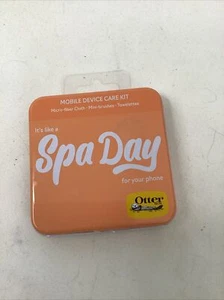 MOBILE DEVICE CARE KIT
Micro-fiber Cloth • Mini brushes • Towelettes
It's like a
Spa Day
for your phone
Otter